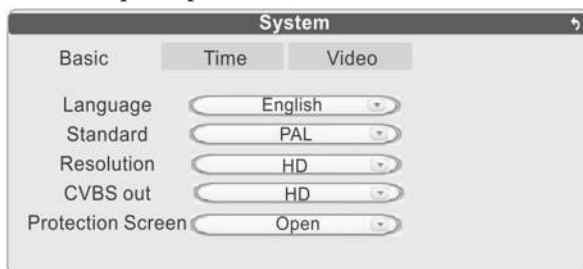 System
Basic Time Video
Language English
Standard PAL
Resolution HD
CVBS out HD
Protection Screen Open